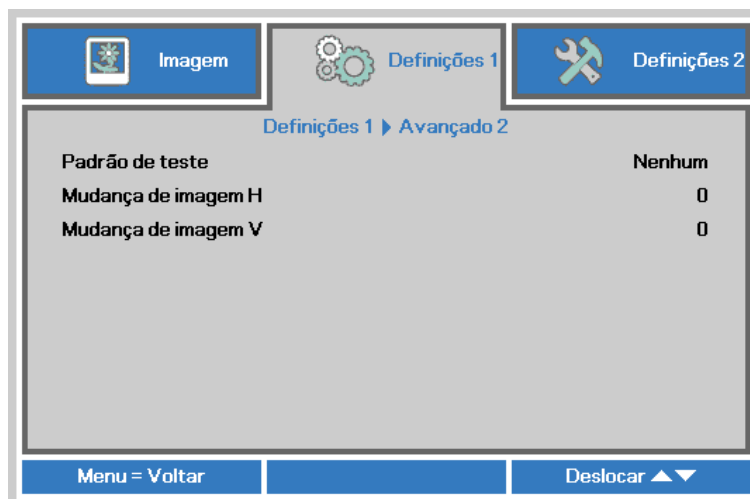 Imagem
Definições 1
Definições 2
Definições 1 ▶ Avançado 2
Padrão de teste Nenhum
Mudança de imagem H 0
Mudança de imagem V 0
Menu = Voltar
Deslocar ▲▼